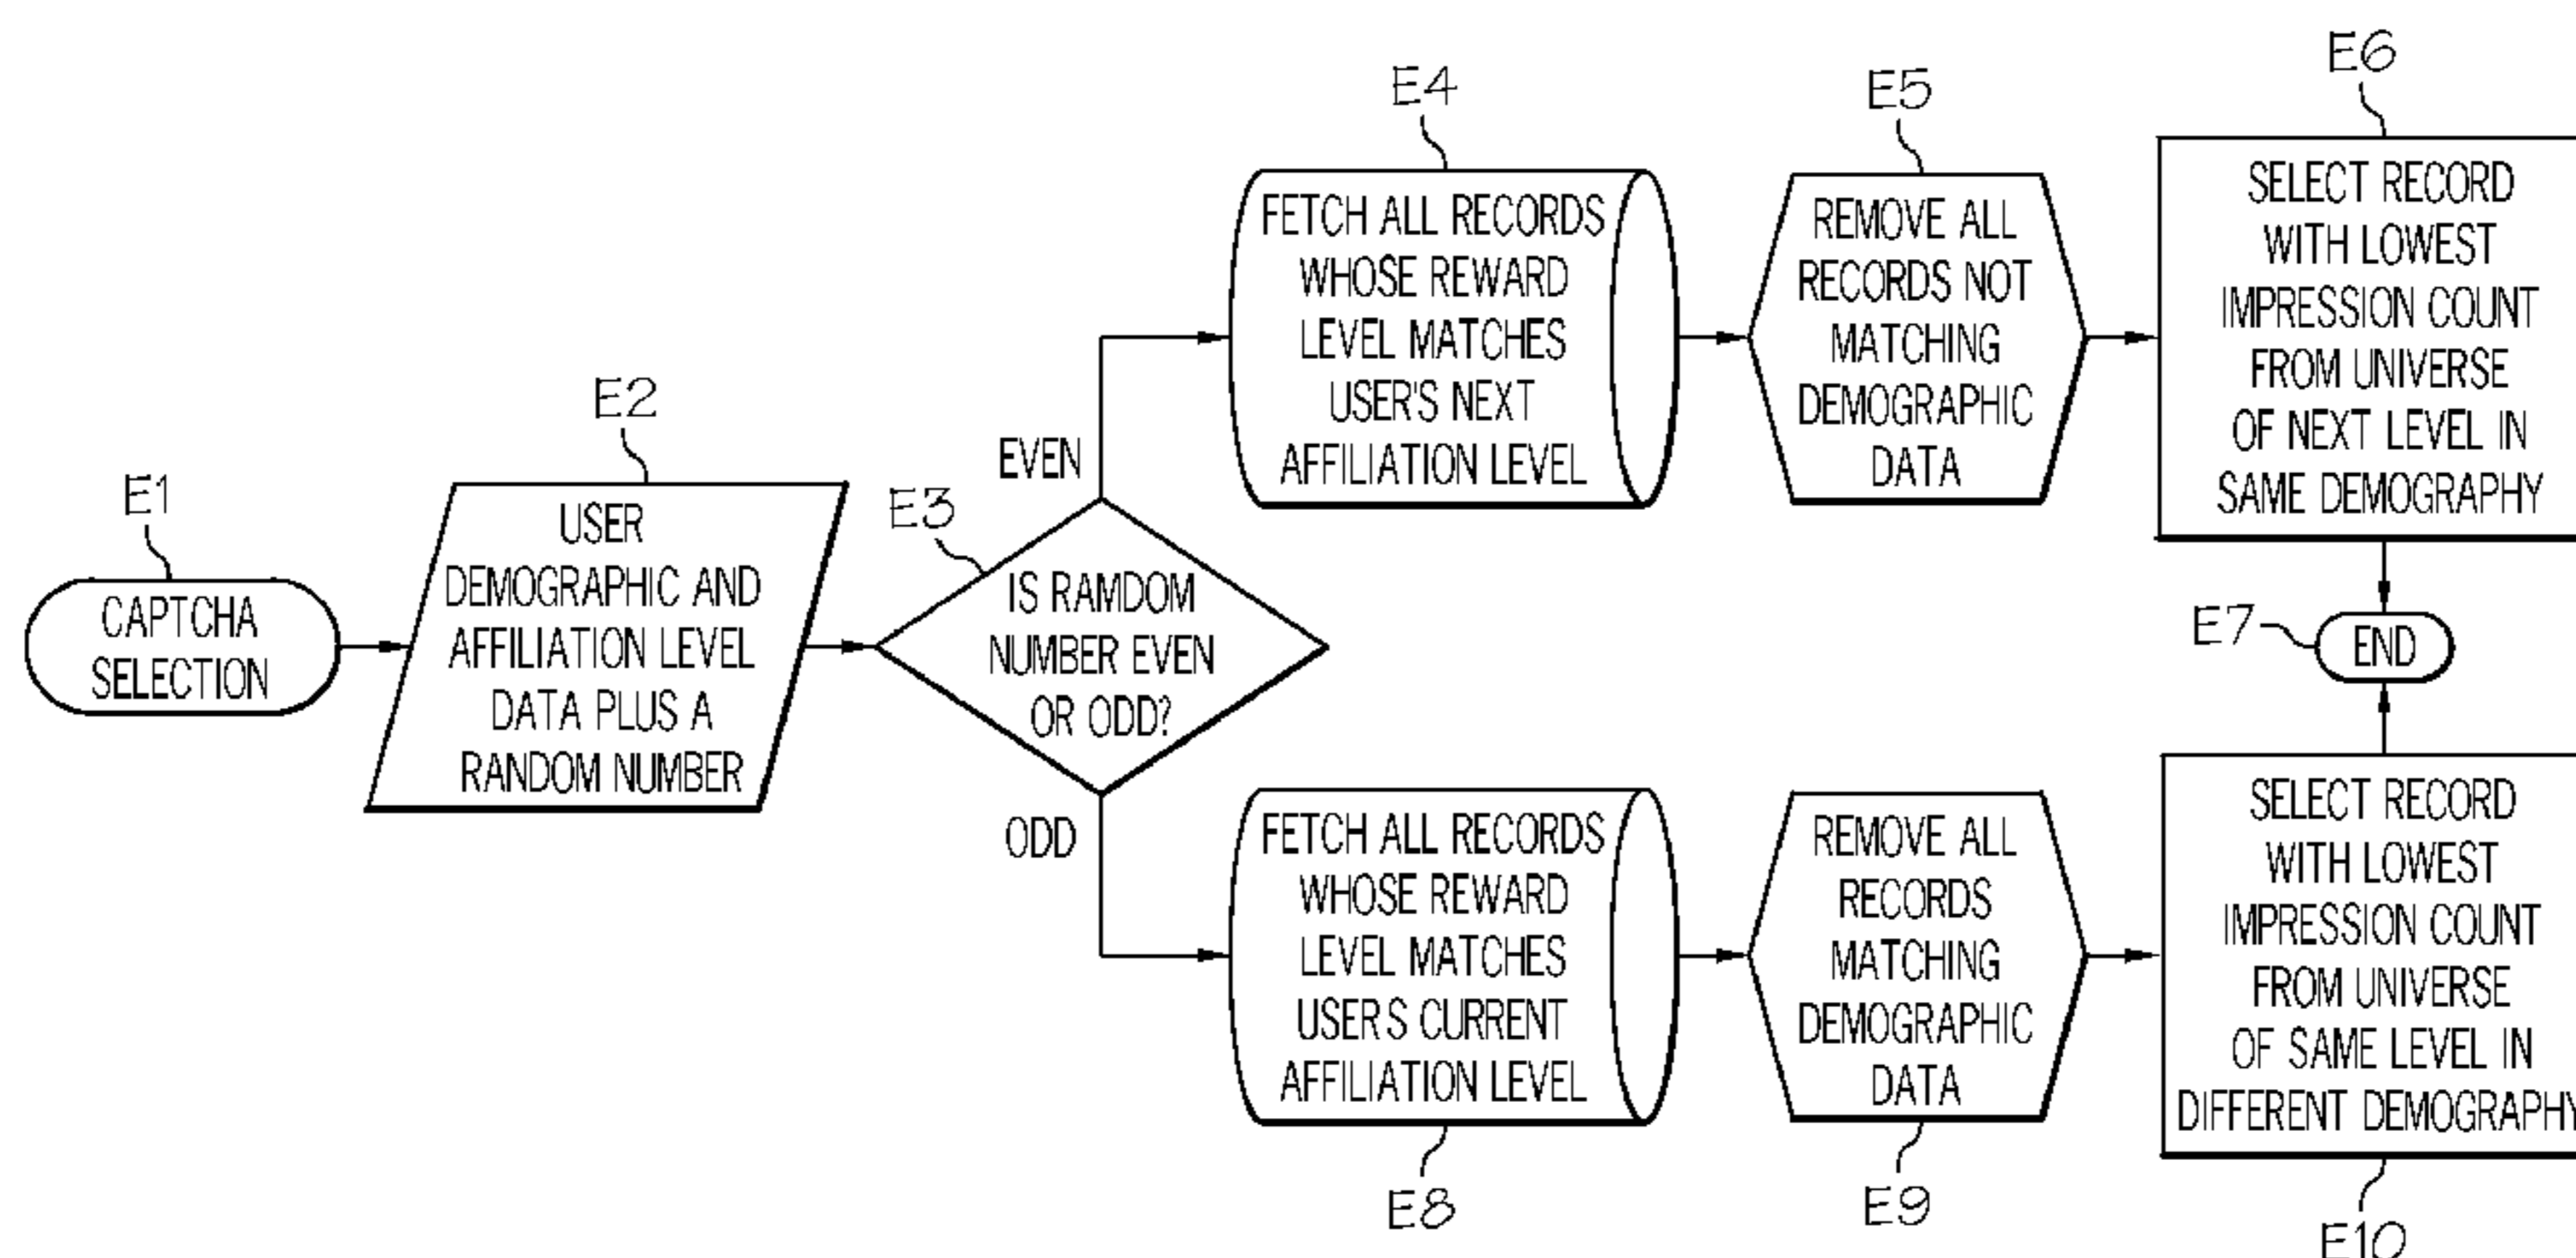 E1
CAPTCHA
SELECTION
E2
USER
DEMOGRAPHIC AND
AFFILIATION LEVEL
DATA PLUS A
RANDOM NUMBER
E3
IS RAMDOM
NUMBER EVEN
OR ODD?
EVEN
E4
FETCH ALL RECORDS
WHOSE REWARD
LEVEL MATCHES
USER'S NEXT
AFFILIATION LEVEL
E5
REMOVE ALL
RECORDS NOT
MATCHING
DEMOGRAPHIC
DATA
E6
SELECT RECORD
WITH LOWEST
IMPRESSION COUNT
FROM UNIVERSE
OF NEXT LEVEL IN
SAME DEMOGRAPHY
E7
END
ODD
FETCH ALL RECORDS
WHOSE REWARD
LEVEL MATCHES
USERS CURRENT
AFFILIATION LEVEL
E8
REMOVE ALL
RECORDS
MATCHING
DEMOGRAPHIC
DATA
E9
SELECT RECORD
WITH LOWEST
IMPRESSION COUNT
FROM UNIVERSE
OF SAME LEVEL IN
DIFFERENT DEMOGRAPHY
E10